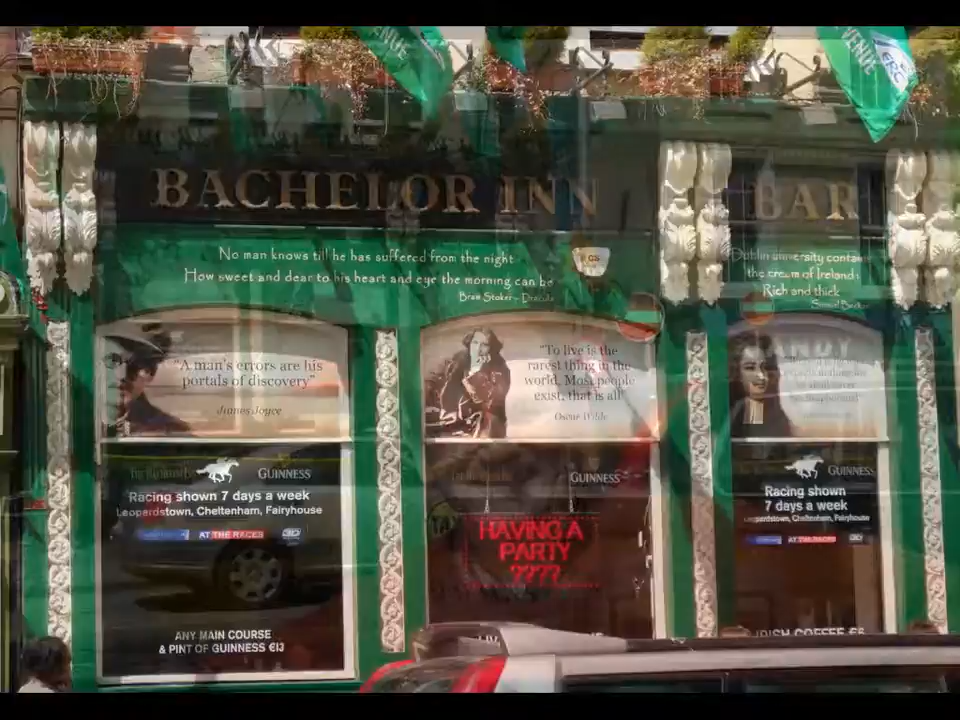 VENUE
VENUE
BACHELOR INN
BAR
No man knows till he has suffered from the night
How sweet and dear to his heart and eye the morning can be
Bram Stoker - Dracula
Dublin university contains
the cream of Ireland:
Rich and thick
"A man's errors are his
portals of discovery"
James Joyce
"To live is the
rarest thing in the
world. Most people
exist, that is all"
Oscar Wilde
GUINNESS
Racing shown 7 days a week
Leopardstown, Cheltenham, Fairyhouse
AT THE RACES
ANY MAIN COURSE
& PINT OF GUINNESS €13
GUINNESS
HAVING A
PARTY
????
GUINNESS
Racing shown
7 days a week
Leopardstown, Cheltenham, Fairyhouse
AT THE RACES
IRISH COFFEE €6